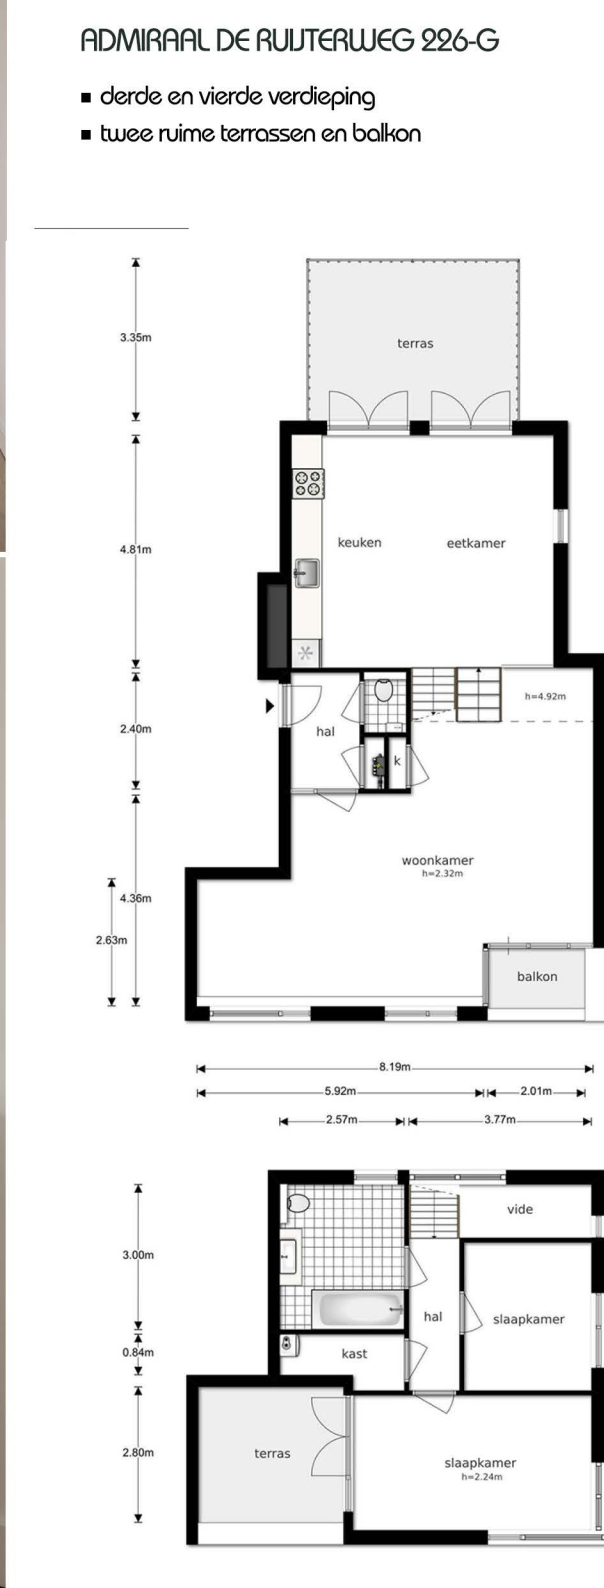 ADMIRAAL DE RUIJTERWEG 226-G
▪ derde en vierde verdieping
▪ twee ruime terrassen en balkon
3.35m
terras
4.81m
keuken
eetkamer
h=4.92m
2.40m
hal
k
woonkamer
h=2.32m
4.36m
2.63m
balkon
8.19m
5.92m
2.01m
2.57m
3.77m
vide
3.00m
hal
slaapkamer
0.84m
kast
2.80m
terras
slaapkamer
h=2.24m